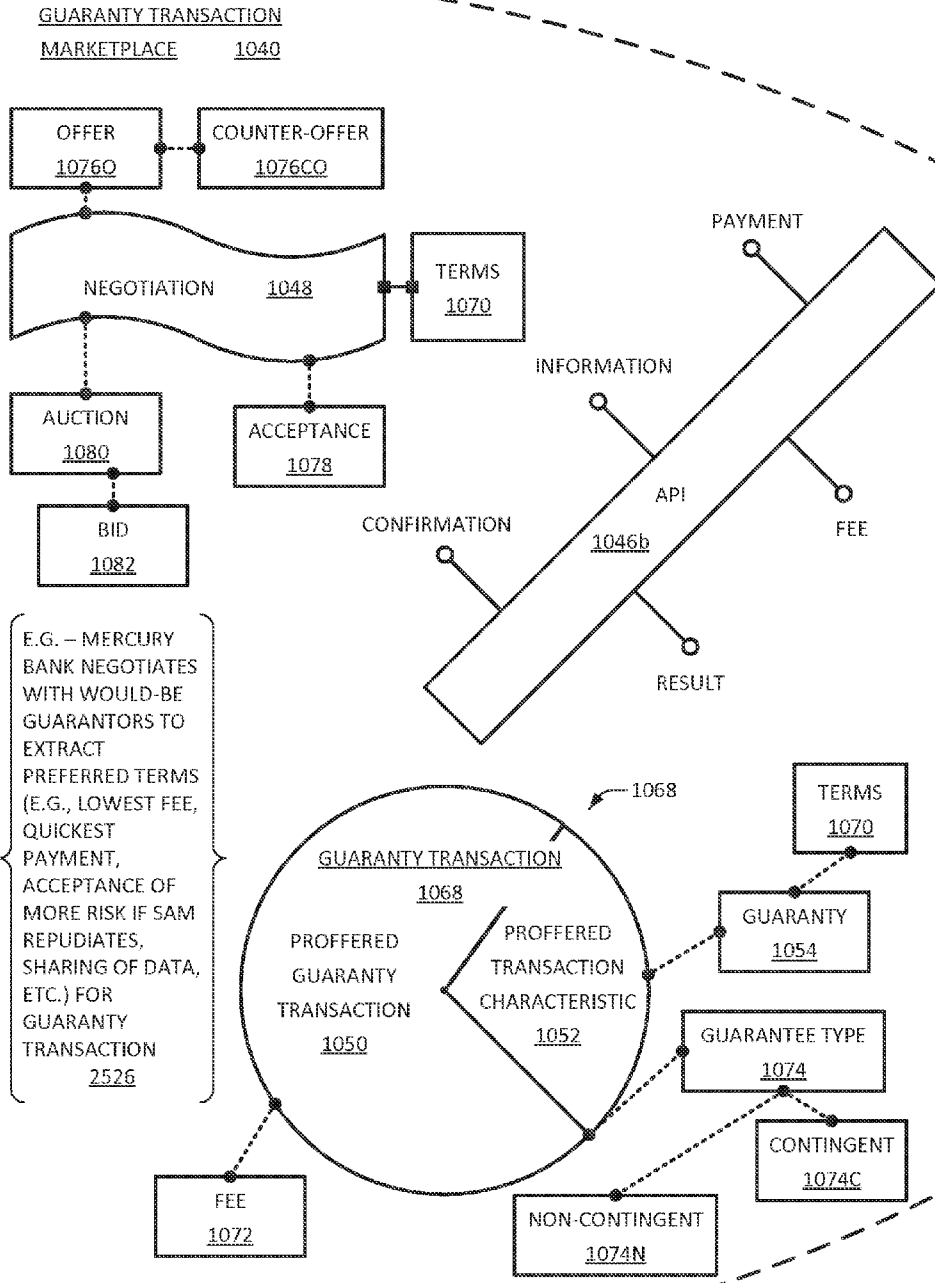 GUARANTY TRANSACTION
MARKETPLACE 1040
OFFER
1076O
COUNTER-OFFER
1076CO
NEGOTIATION 1048
TERMS
1070
AUCTION
1080
ACCEPTANCE
1078
BID
1082
PAYMENT
INFORMATION
CONFIRMATION
API
1046b
FEE
RESULT
E.G. – MERCURY
BANK NEGOTIATES
WITH WOULD-BE
GUARANTORS TO
EXTRACT
PREFERRED TERMS
(E.G., LOWEST FEE,
QUICKEST
PAYMENT,
ACCEPTANCE OF
MORE RISK IF SAM
REPUDIATES,
SHARING OF DATA,
ETC.) FOR
GUARANTY
TRANSACTION
2526
1068
GUARANTY TRANSACTION
1068
PROFFERED
GUARANTY
TRANSACTION
1050
PROFFERED
TRANSACTION
CHARACTERISTIC
1052
TERMS
1070
GUARANTY
1054
GUARANTEE TYPE
1074
CONTINGENT
1074C
NON-CONTINGENT
1074N
FEE
1072